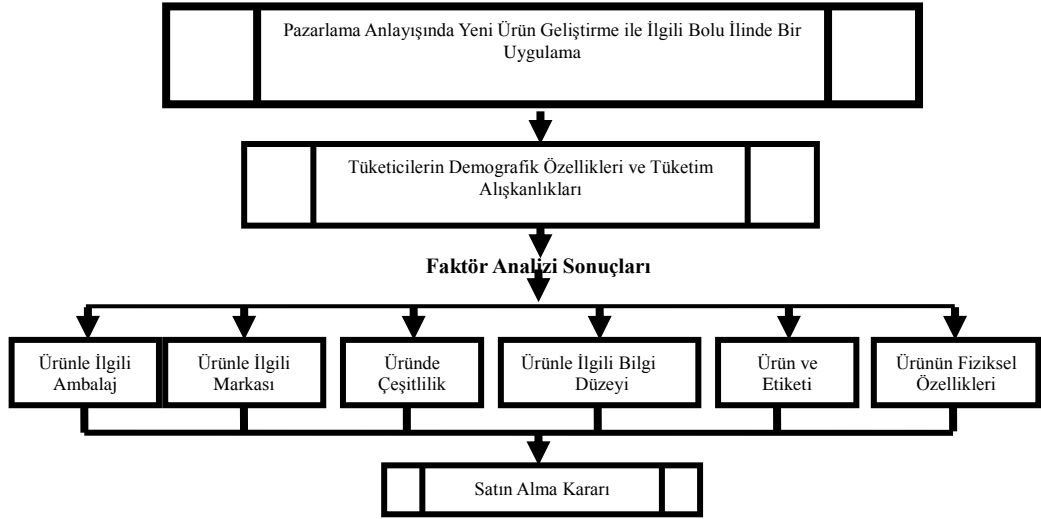 Pazarlama Anlayışında Yeni Ürün Geliştirme ile İlgili Bolu İlinde Bir
Uygulama
Tüketicilerin Demografik Özellikleri ve Tüketim
Alışkanlıkları
Faktör Analizi Sonuçları
Ürünle İlgili
Ambalaj
Ürünle İlgili
Markası
Üründe
Çeşitlilik
Ürünle İlgili Bilgi
Düzeyi
Ürün ve
Etiketi
Ürünün Fiziksel
Özellikleri
Satın Alma Kararı